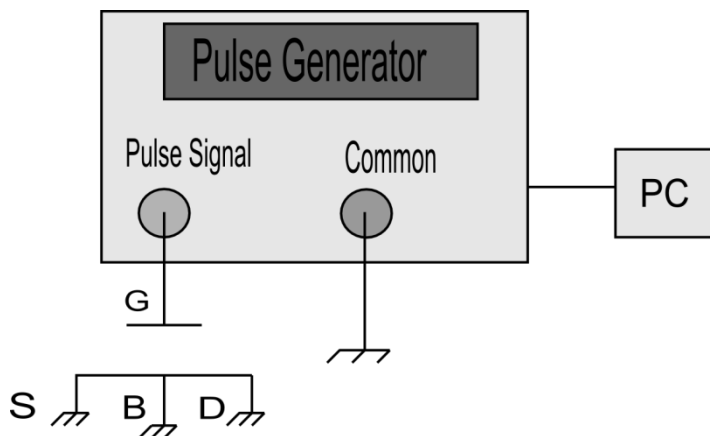 Pulse Generator
Pulse Signal Common
PC
G
S B D